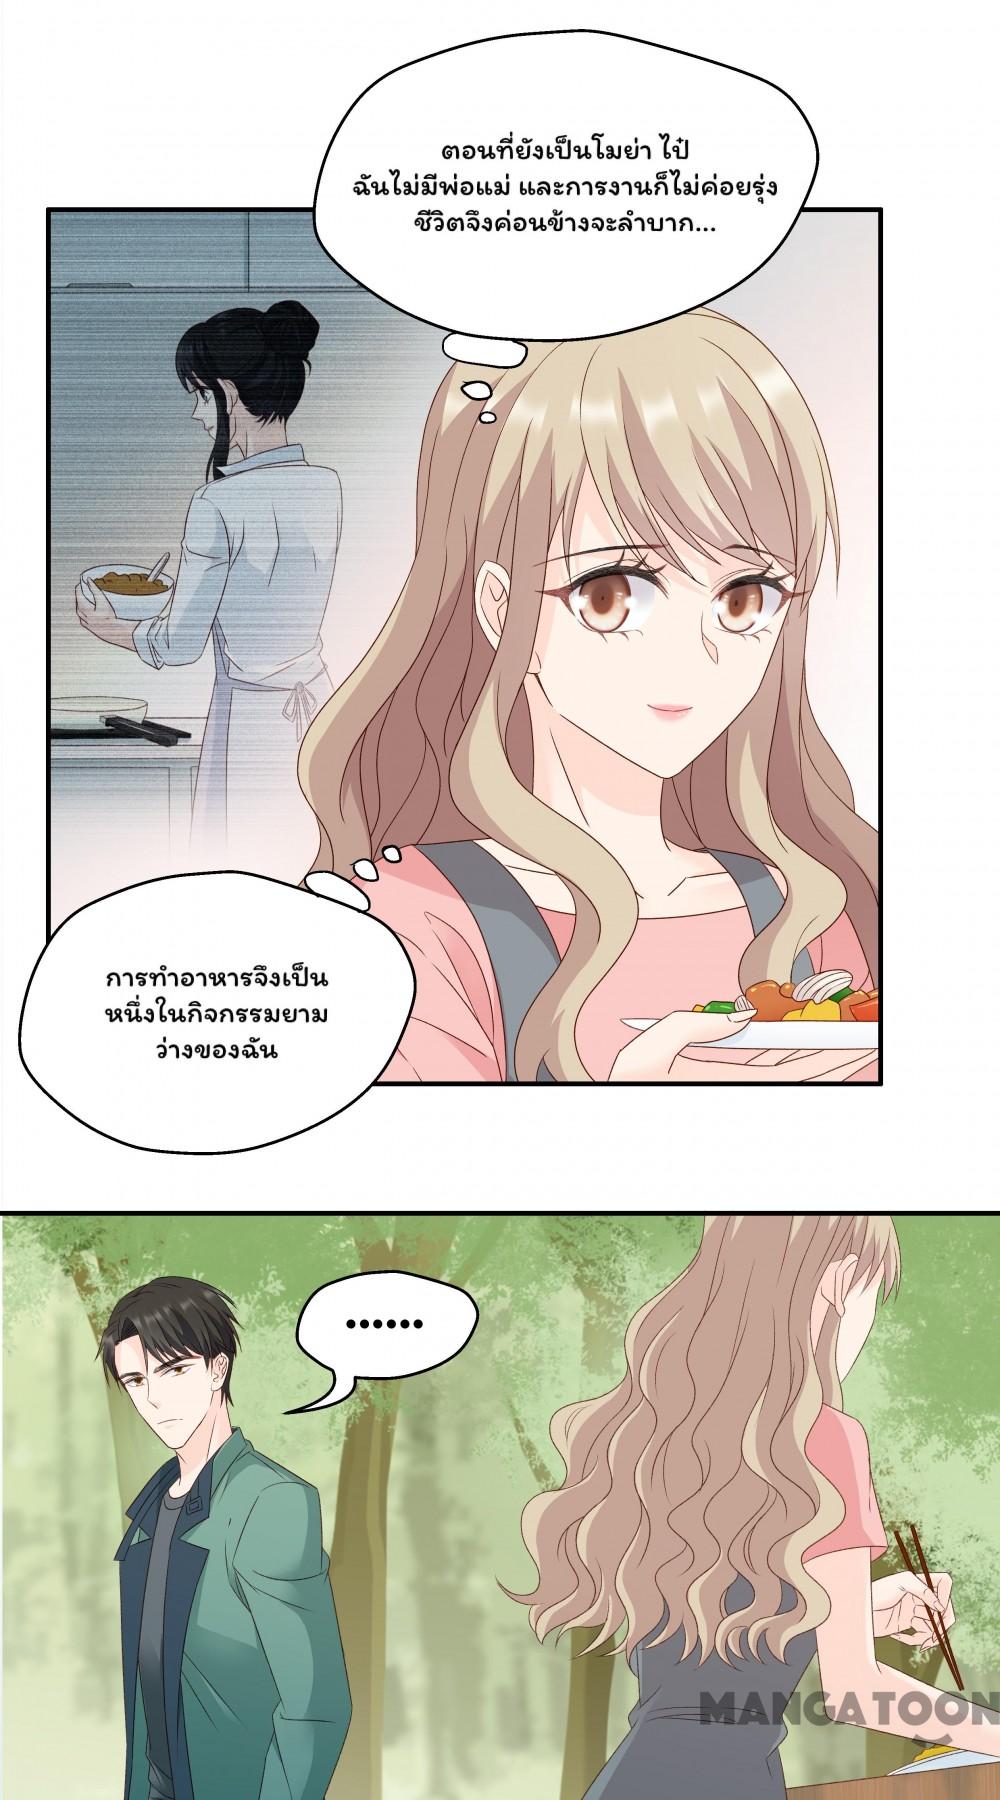 ตอนที่ยังเป็นโมย่า ไป๋
ฉันไม่มีพ่อแม่ และการงานก็ไม่ค่อยรุ่ง
ชีวิตจึงค่อนข้างจะลำบาก...
การทำอาหารจึงเป็น
หนึ่งในกิจกรรมยาม
ว่างของฉัน
......
MANGATOON